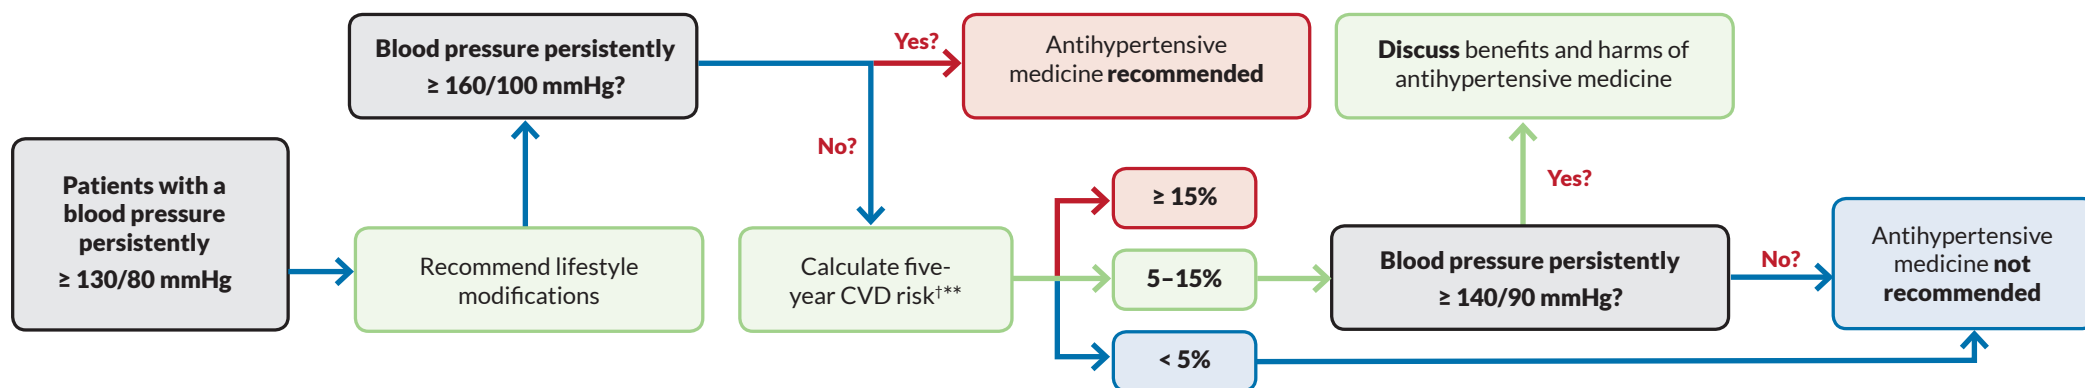 Patients with a
blood pressure
persistently
≥ 130/80 mmHg
Recommend lifestyle
modifications
Blood pressure persistently
≥ 160/100 mmHg?
Yes?
Antihypertensive
medicine recommended
No?
Calculate five-
year CVD risk†**
≥ 15%
5–15%
< 5%
Blood pressure persistently
≥ 140/90 mmHg?
Yes?
Discuss benefits and harms of
antihypertensive medicine
No?
Antihypertensive
medicine not
recommended